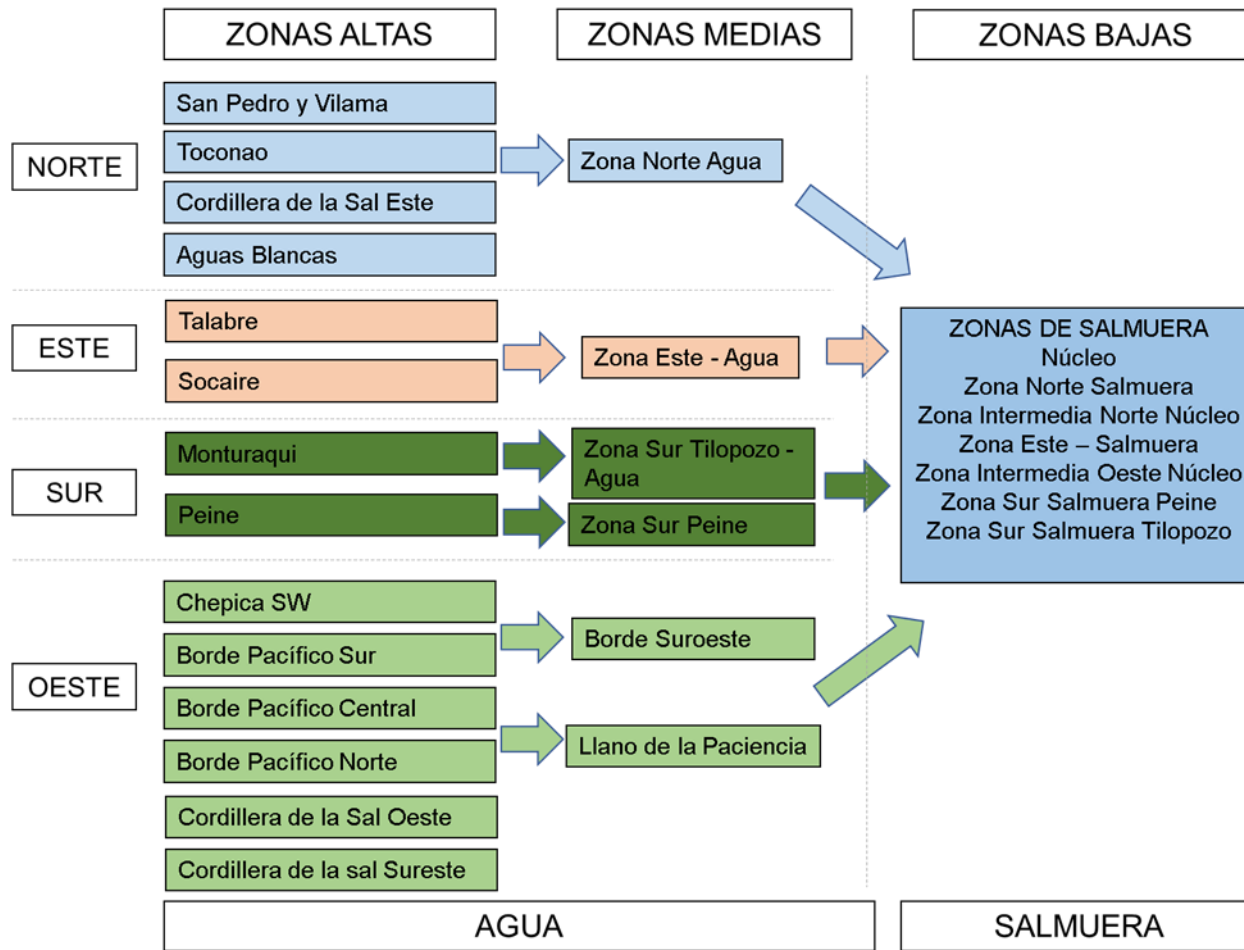 ZONAS ALTAS
ZONAS MEDIAS
ZONAS BAJAS
NORTE
San Pedro y Vilama
Toconao
Cordillera de la Sal Este
Aguas Blancas
Zona Norte Agua
ESTE
Talabre
Socaire
Zona Este - Agua
SUR
Monturaqui
Peine
Zona Sur Tilopozo -
Agua
Zona Sur Peine
OESTE
Chepica SW
Borde Pacífico Sur
Borde Pacífico Central
Borde Pacífico Norte
Cordillera de la Sal Oeste
Cordillera de la sal Sureste
Borde Suroeste
Llano de la Paciencia
ZONAS DE SALMUERA
Núcleo
Zona Norte Salmuera
Zona Intermedia Norte Núcleo
Zona Este – Salmuera
Zona Intermedia Oeste Núcleo
Zona Sur Salmuera Peine
Zona Sur Salmuera Tilopozo
AGUA
SALMUERA